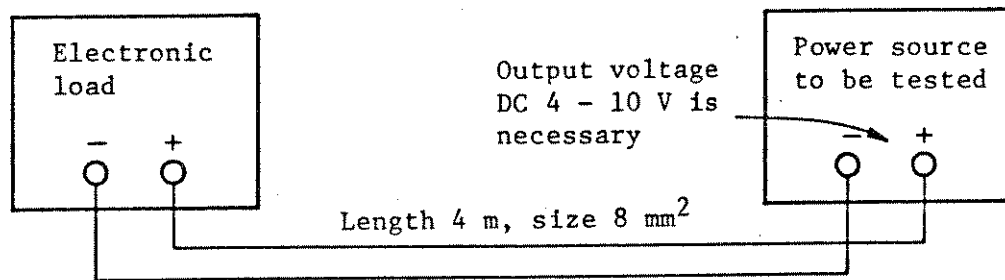 Electronic
load
- +
Output voltage
DC 4 - 10 V is
necessary
Power source
to be tested
- +
Length 4 m, size 8 mm²